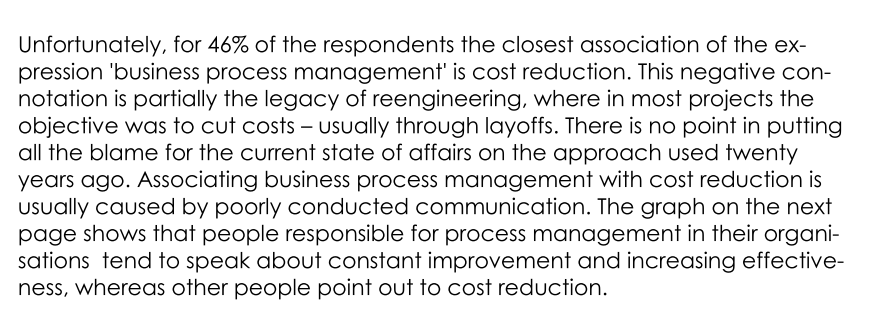 Unfortunately, for 46% of the respondents the closest association of the ex-
pression 'business process management' is cost reduction. This negative con-
notation is partially the legacy of reengineering, where in most projects the
objective was to cut costs – usually through layoffs. There is no point in putting
all the blame for the current state of affairs on the approach used twenty
years ago. Associating business process management with cost reduction is
usually caused by poorly conducted communication. The graph on the next
page shows that people responsible for process management in their organi-
sations  tend to speak about constant improvement and increasing effective-
ness, whereas other people point out to cost reduction.